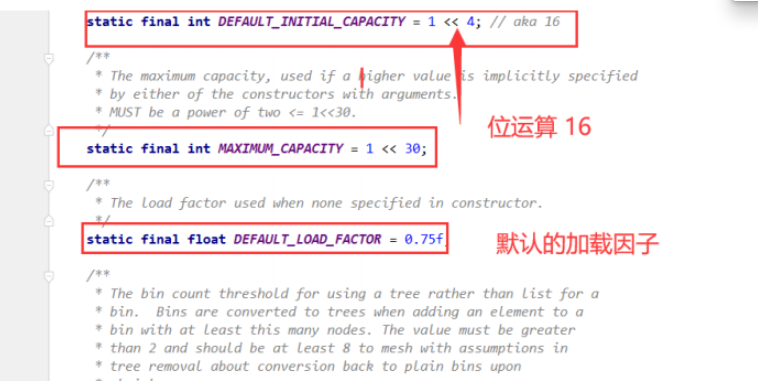 static final int DEFAULT_INITIAL_CAPACITY = 1 << 4; // aka 16
/**
* The maximum capacity, used if a higher value is implicitly specified
* by either of the constructors with arguments.
* MUST be a power of two <= 1<<30.
*/
位运算 16
static final int MAXIMUM_CAPACITY = 1 << 30;
/**
* The load factor used when none specified in constructor.
*/
static final float DEFAULT_LOAD_FACTOR = 0.75f;
默认的加载因子
/**
* The bin count threshold for using a tree rather than list for a
* bin.  Bins are converted to trees when adding an element to a
* bin with at least this many nodes. The value must be greater
* than 2 and should be at least 8 to mesh with assumptions in
* tree removal about conversion back to plain bins upon